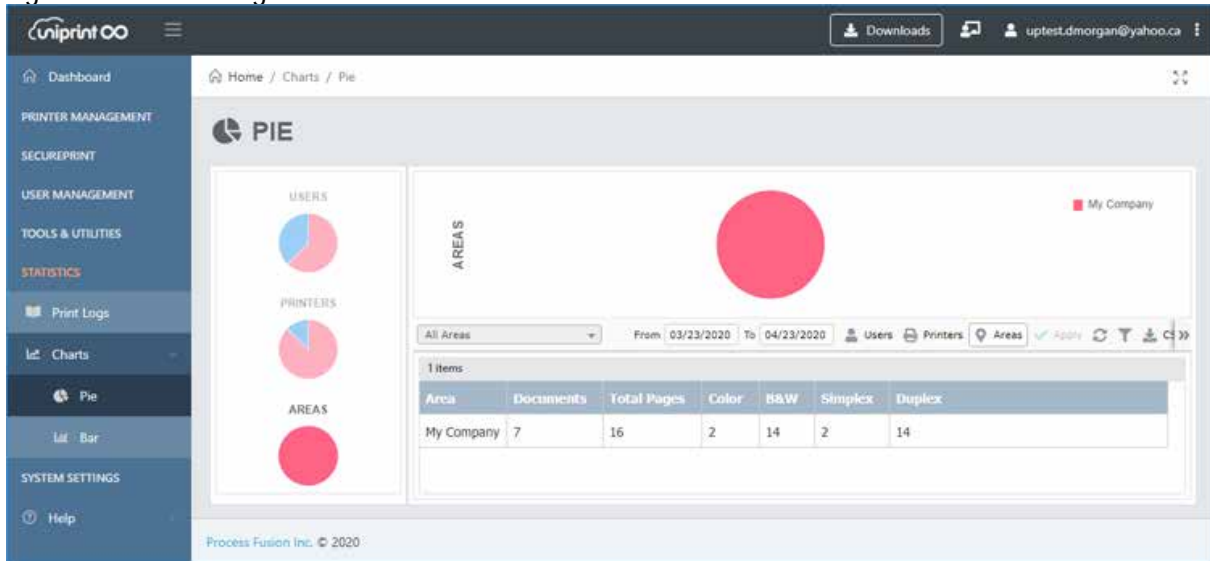 uniprint
Downloads
uptest.dmorgan@yahoo.ca
Dashboard
Home / Charts / Pie
PRINTER MANAGEMENT
PIE
SECUREPRINT
USER MANAGEMENT
TOOLS & UTILITIES
STATISTICS
Print Logs
Charts
Pie
Bar
SYSTEM SETTINGS
Help
USERS
PRINTERS
AREAS
AREAS
My Company
All Areas From 03/23/2020 To 04/23/2020 Users Printers Areas Apply
1 items
Area Documents Total Pages Color B&W Simplex Duplex
My Company 7 16 2 14 2 14
Process Fusion Inc. © 2020